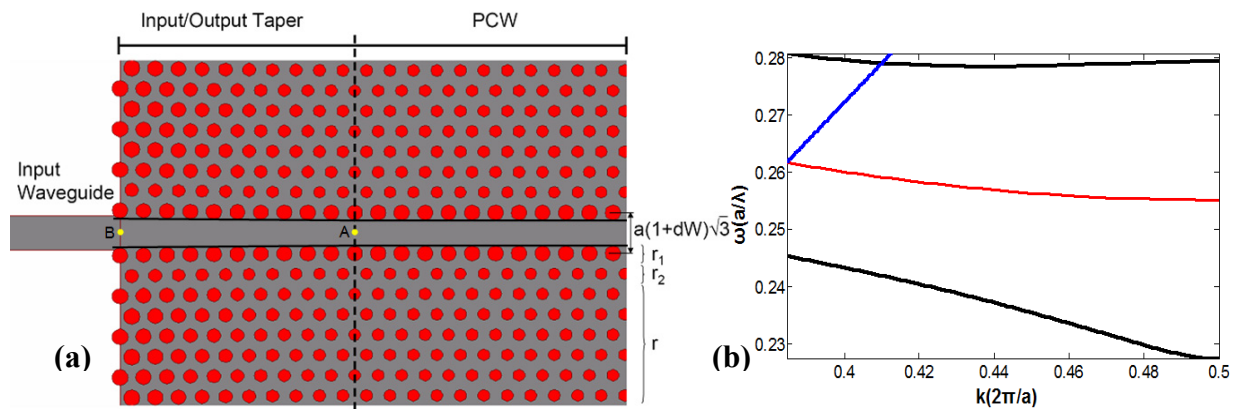 Input/Output Taper
PCW
Input
Waveguide
B
A
a(1+dW)√3
r₁
r₂
r
(a)
ω(a/λ)
0.28
0.27
0.26
0.25
0.24
0.23
0.4
0.42
0.44
0.46
0.48
0.5
k(2π/a)
(b)